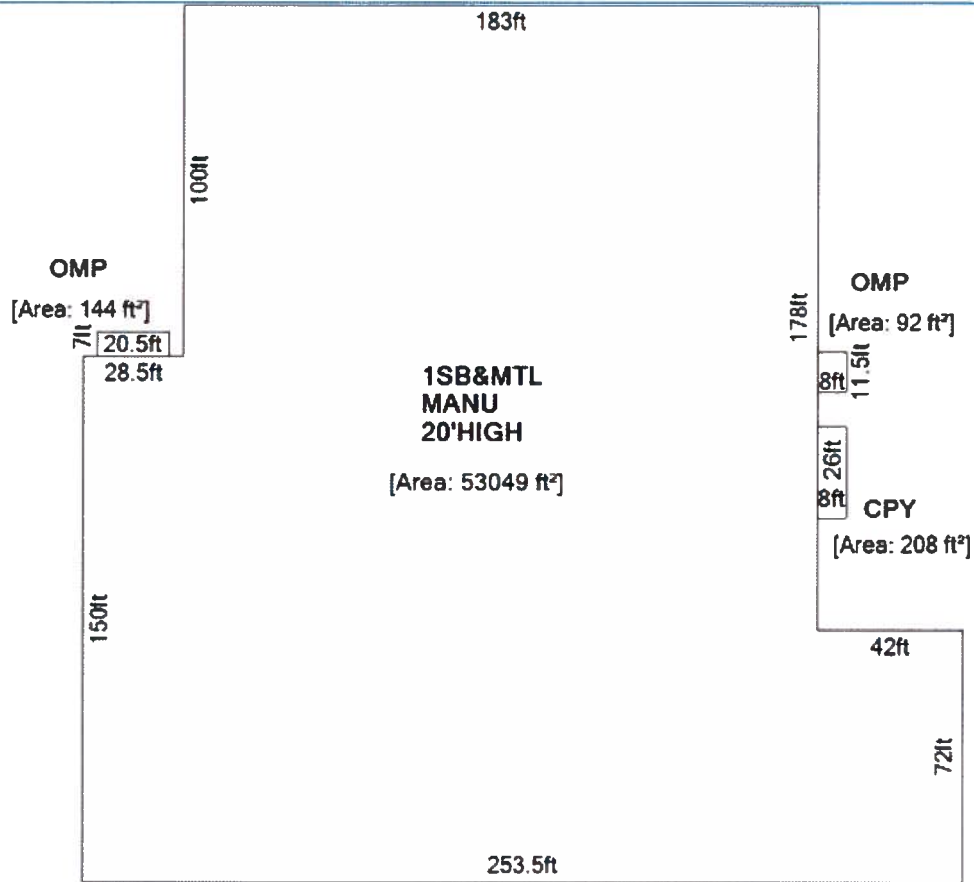 183ft
100ft
OMP
[Area: 144 ft²]
7ft
20.5ft
28.5ft
178ft
OMP
[Area: 92 ft²]
8ft
11.5ft
1SB&MTL
MANU
20'HIGH
[Area: 53049 ft²]
26ft
8ft
CPY
[Area: 208 ft²]
150ft
42ft
72ft
253.5ft